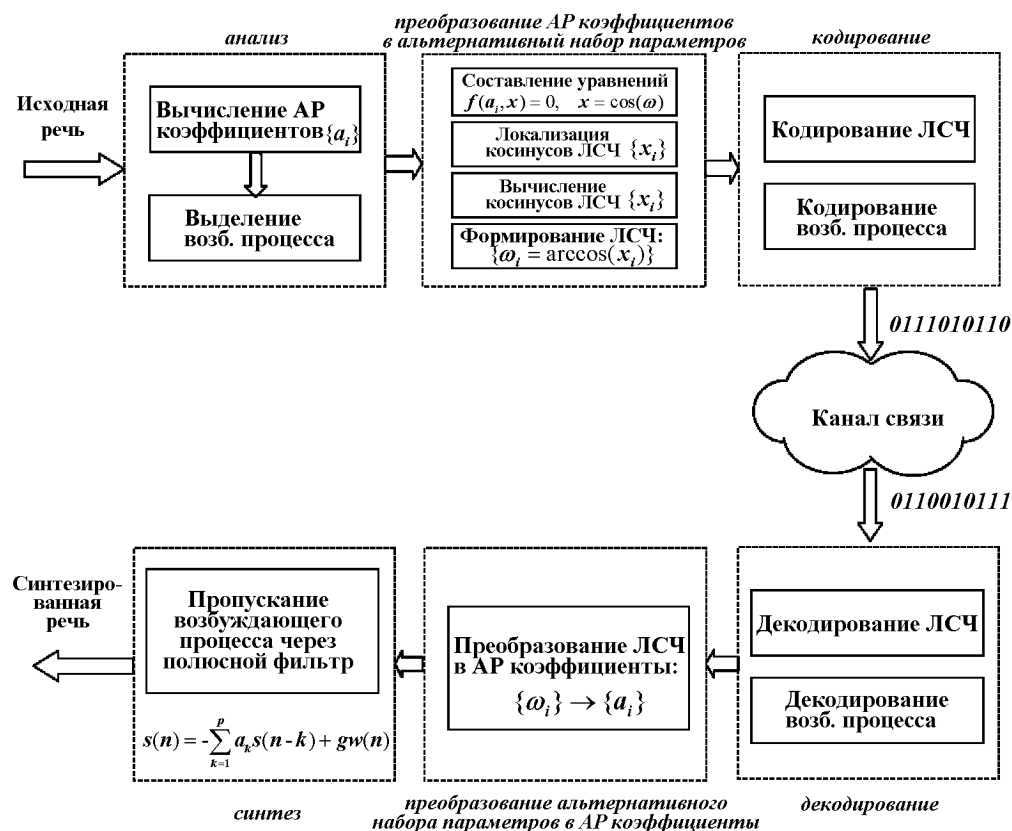 анализ
преобразование АР коэффициентов
в альтернативный набор параметров
кодирование
Исходная
речь
Вычисление АР
коэффициентов {a_i}
Выделение
возб. процесса
Составление уравнений
f(a_i, x) = 0, x = cos(ω)
Локализация
косинусов ЛСЧ {x_i}
Вычисление
косинусов ЛСЧ {x_i}
Формирование ЛСЧ:
{ω_i = arccos(x_i)}
Кодирование ЛСЧ
Кодирование
возб. процесса
0111010110
Канал связи
0110010111
Декодирование ЛСЧ
Декодирование
возб. процесса
декодирование
Преобразование ЛСЧ
в АР коэффициенты:
{ω_i} → {a_i}
преобразование альтернативного
набора параметров в АР коэффициенты
Пропускание
возбуждающего
процесса через
полюсной фильтр
s(n) = -∑_{k=1}^{p} a_k s(n-k) + gw(n)
синтез
Синтезиро-
ванная
речь